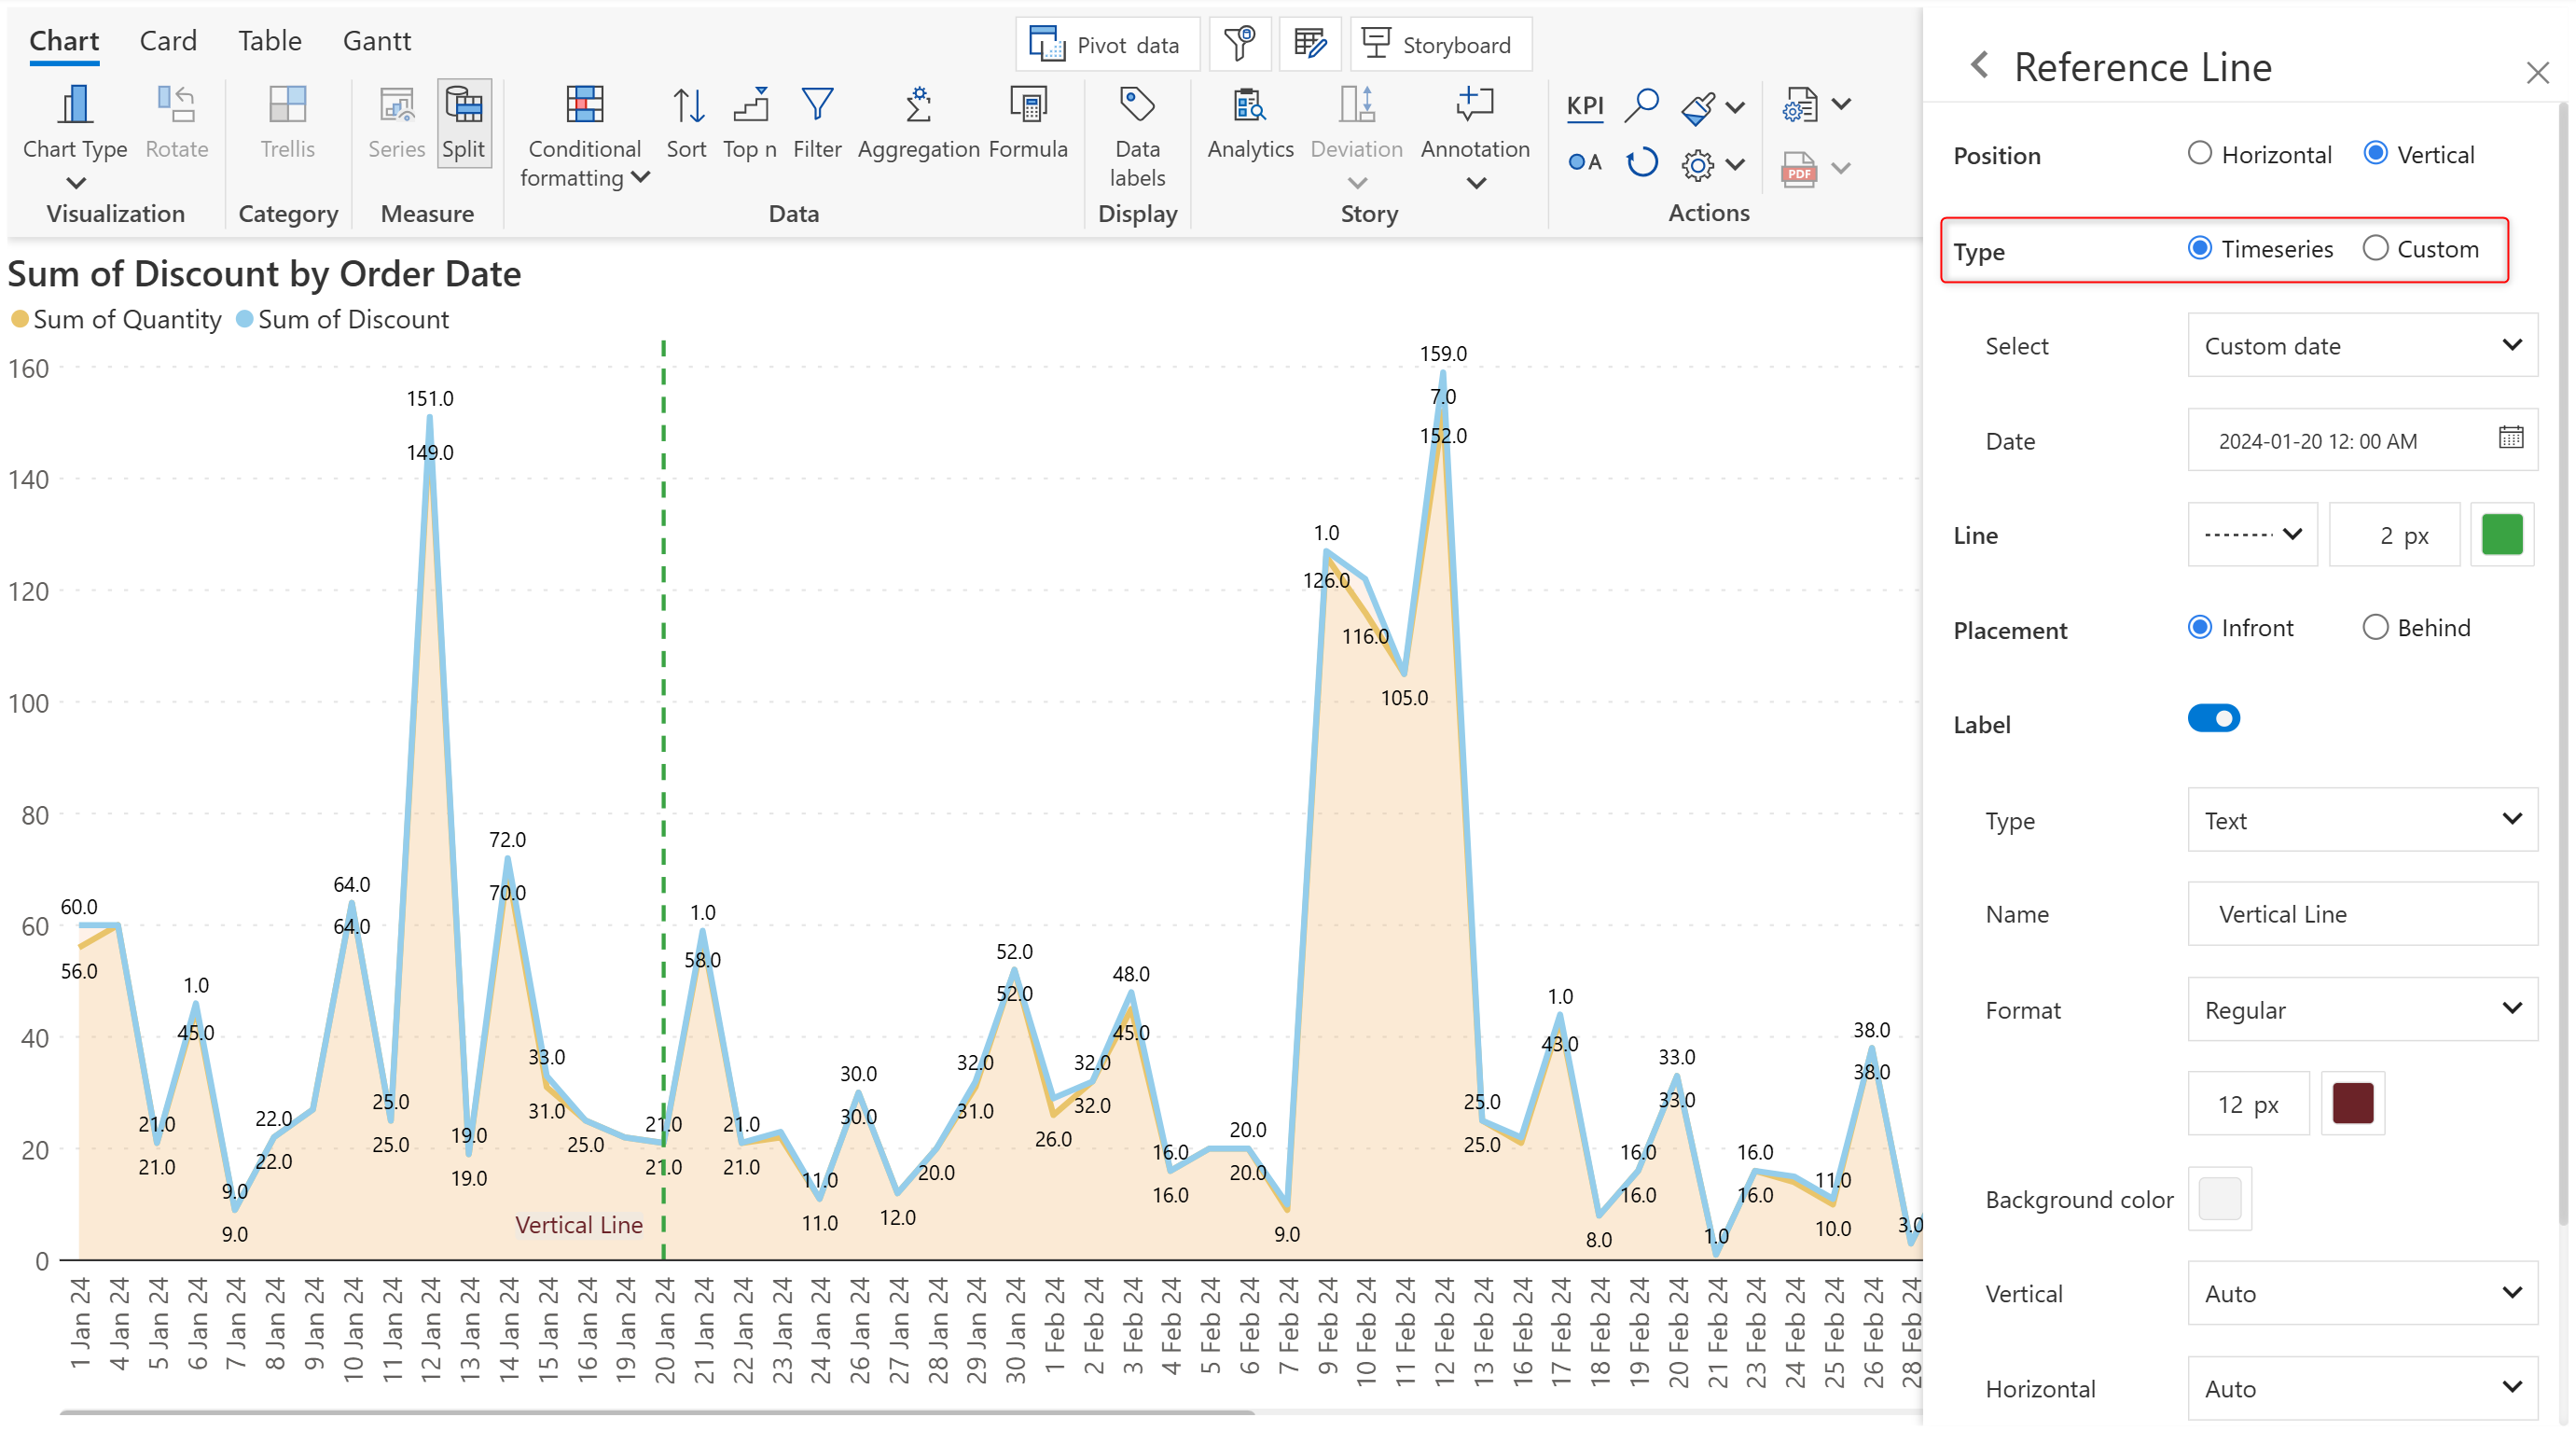 Chart Card Table Gantt
Pivot data
Storyboard
Chart Type
Rotate
Trellis
Series
Split
Conditional
formatting
Sort
Top n
Filter
Aggregation
Formula
Data
labels
Analytics
Deviation
Annotation
KPI
A
PDF
Visualization
Category
Measure
Data
Display
Story
Actions
Sum of Discount by Order Date
Sum of Quantity Sum of Discount
160
140
120
100
80
60
40
20
0
60.0
56.0
21.0
21.0
1.0
45.0
9.0
9.0
22.0
22.0
64.0
64.0
25.0
25.0
151.0
149.0
19.0
19.0
72.0
70.0
33.0
31.0
25.0
21.0
21.0
1.0
58.0
21.0
21.0
11.0
11.0
30.0
30.0
12.0
20.0
32.0
31.0
52.0
52.0
26.0
32.0
32.0
48.0
45.0
16.0
16.0
20.0
20.0
9.0
1.0
126.0
116.0
105.0
159.0
7.0
152.0
25.0
25.0
1.0
43.0
8.0
16.0
16.0
33.0
33.0
1.0
16.0
16.0
11.0
10.0
38.0
38.0
3.0
Vertical Line
1 Jan 24
4 Jan 24
5 Jan 24
6 Jan 24
7 Jan 24
8 Jan 24
9 Jan 24
10 Jan 24
11 Jan 24
12 Jan 24
13 Jan 24
14 Jan 24
15 Jan 24
16 Jan 24
19 Jan 24
20 Jan 24
21 Jan 24
22 Jan 24
23 Jan 24
24 Jan 24
26 Jan 24
27 Jan 24
28 Jan 24
29 Jan 24
30 Jan 24
1 Feb 24
2 Feb 24
3 Feb 24
4 Feb 24
5 Feb 24
6 Feb 24
7 Feb 24
9 Feb 24
10 Feb 24
11 Feb 24
12 Feb 24
13 Feb 24
16 Feb 24
17 Feb 24
18 Feb 24
19 Feb 24
20 Feb 24
21 Feb 24
23 Feb 24
24 Feb 24
25 Feb 24
26 Feb 24
28 Feb 24
Reference Line
Position Horizontal Vertical
Type Timeseries Custom
Select Custom date
Date 2024-01-20 12: 00 AM
Line 2 px
Placement Infront Behind
Label
Type Text
Name Vertical Line
Format Regular
12 px
Background color
Vertical Auto
Horizontal Auto